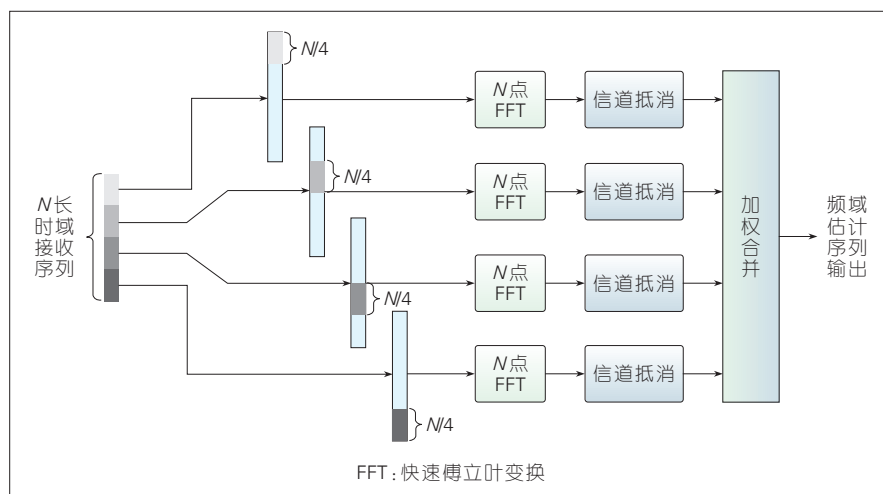 N/4
N点
FFT
信道抵消
N/4
N点
FFT
信道抵消
N长
时域
接收
序列
加
权
合
并
频域
估计
序列
输出
N/4
N点
FFT
信道抵消
N点
FFT
信道抵消
N/4
FFT:快速傅立叶变换